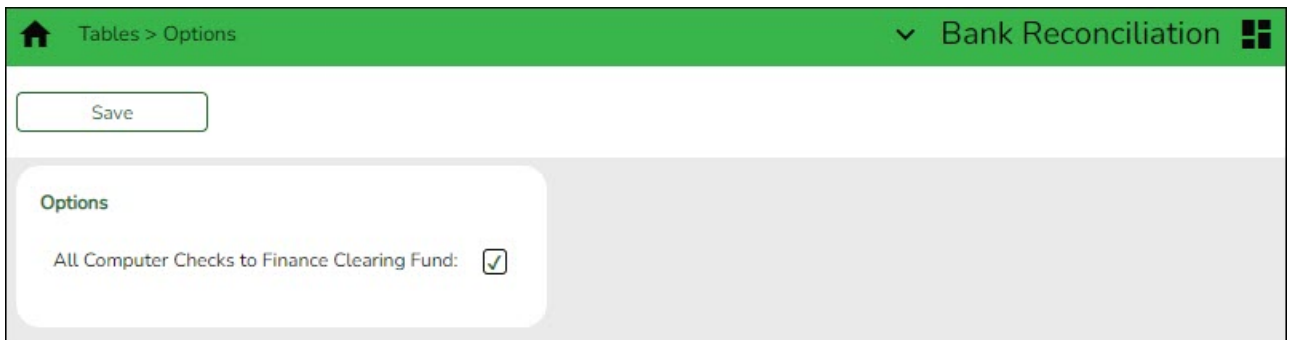 Tables > Options
Bank Reconciliation
Save
Options
All Computer Checks to Finance Clearing Fund: